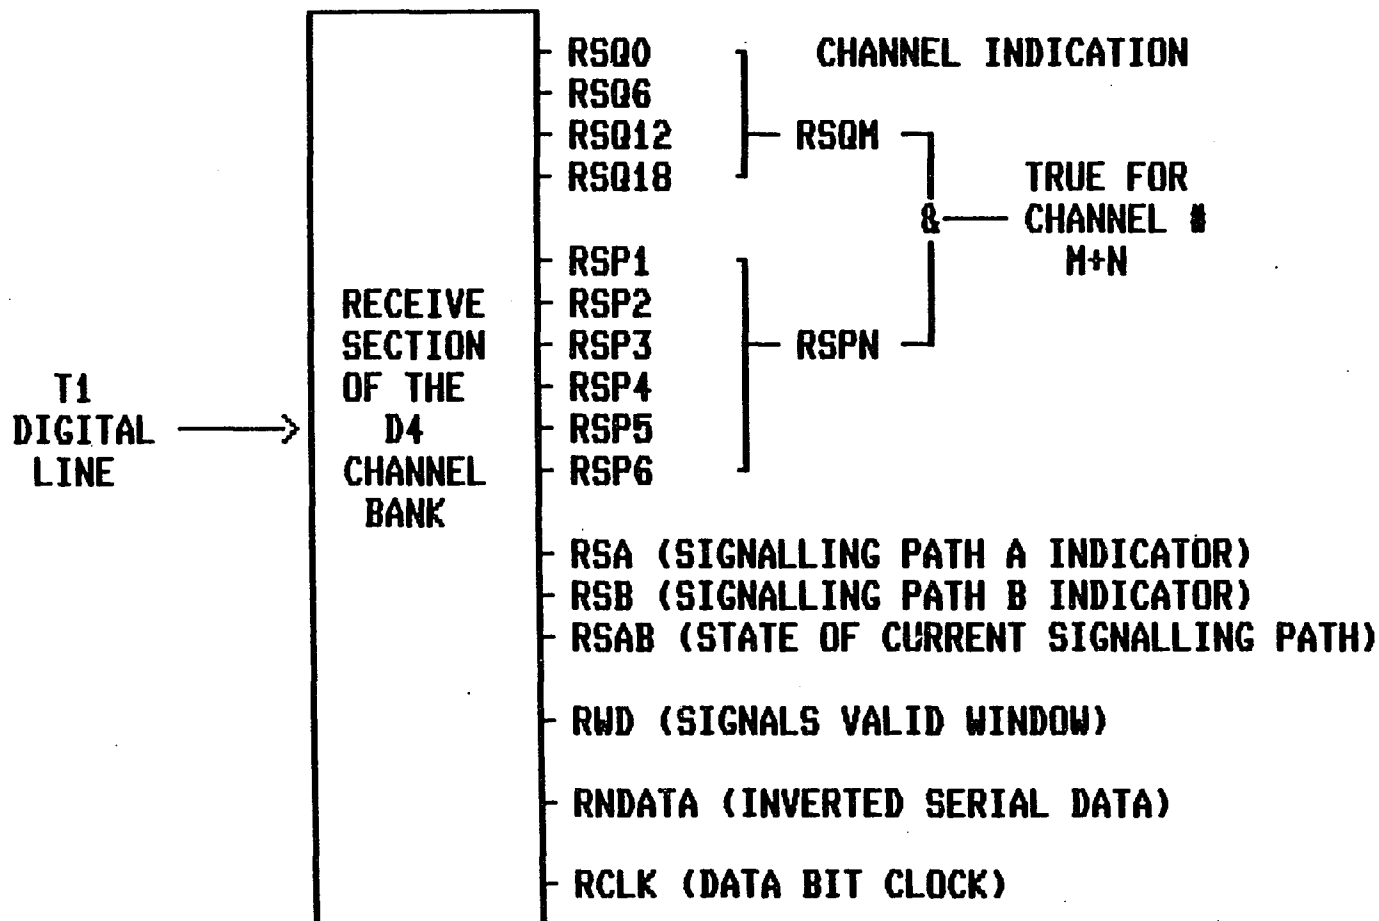 RSQ0 CHANNEL INDICATION
RSQ6
RSQ12 RSQM
RSQ18 TRUE FOR
& CHANNEL #
RSP1 M+N
RECEIVE RSP2
SECTION RSP3 RSPN
T1 OF THE RSP4
DIGITAL D4 RSP5
LINE CHANNEL RSP6
BANK
RSA (SIGNALLING PATH A INDICATOR)
RSB (SIGNALLING PATH B INDICATOR)
RSAB (STATE OF CURRENT SIGNALLING PATH)
RWD (SIGNALS VALID WINDOW)
RNDATA (INVERTED SERIAL DATA)
RCLK (DATA BIT CLOCK)